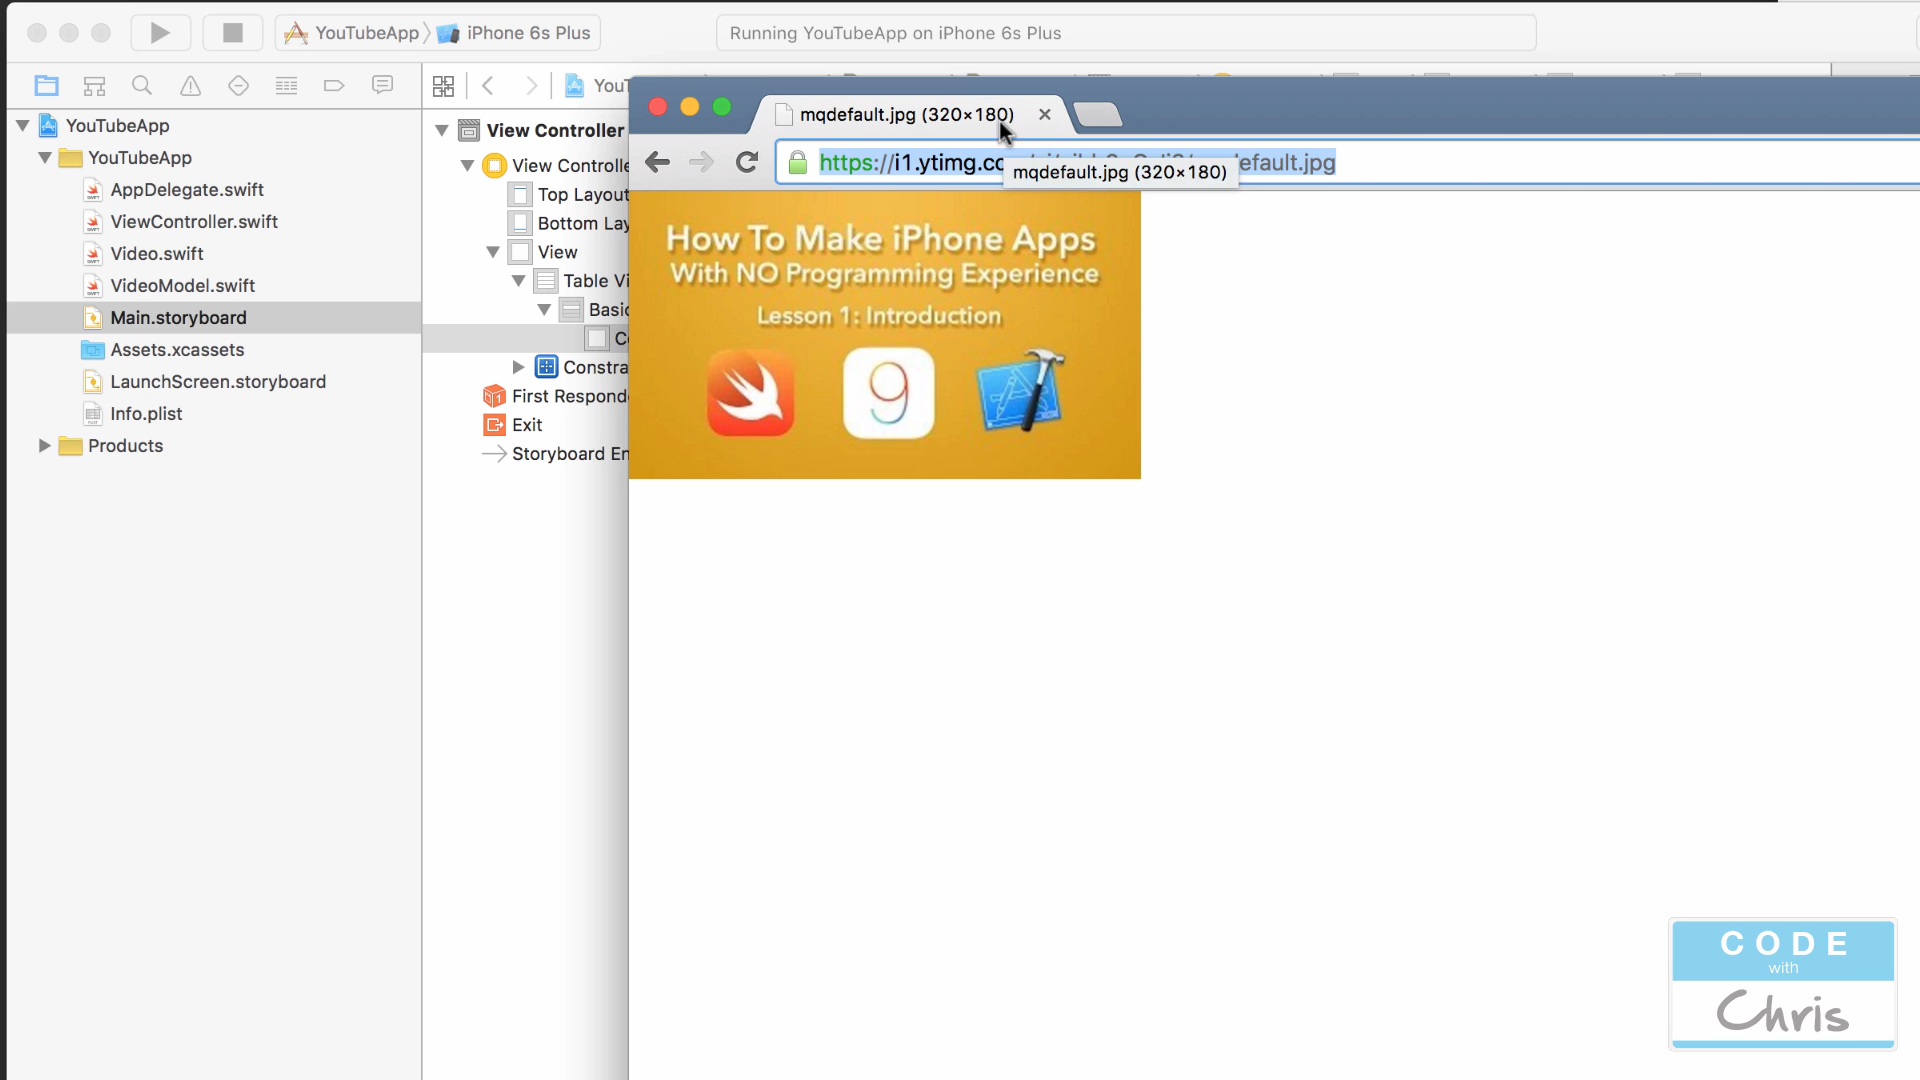 YouTubeApp
iPhone 6s Plus
Running YouTubeApp on iPhone 6s Plus
YouTubeApp
YouTubeApp
AppDelegate.swift
ViewController.swift
Video.swift
VideoModel.swift
Main.storyboard
Assets.xcassets
LaunchScreen.storyboard
Info.plist
Products
View Controller
View Controlle
Top Layout
Bottom Lay
View
Table Vi
Basic
Constra
First Respond
Exit
Storyboard En
mqdefault.jpg (320×180)
https://i1.ytimg.co
efault.jpg
mqdefault.jpg (320×180)
How To Make iPhone Apps
With NO Programming Experience
Lesson 1: Introduction
9
CODE
with
Chris